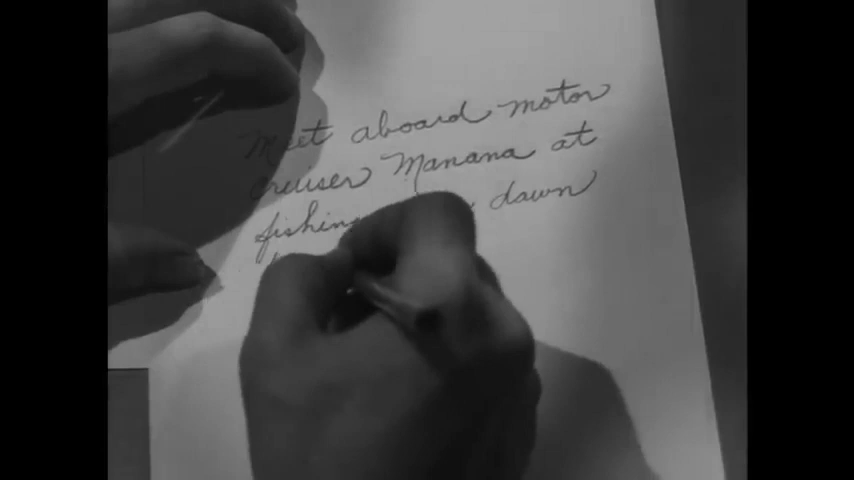 Meet aboard motor
cruiser Manana at
fishing dawn